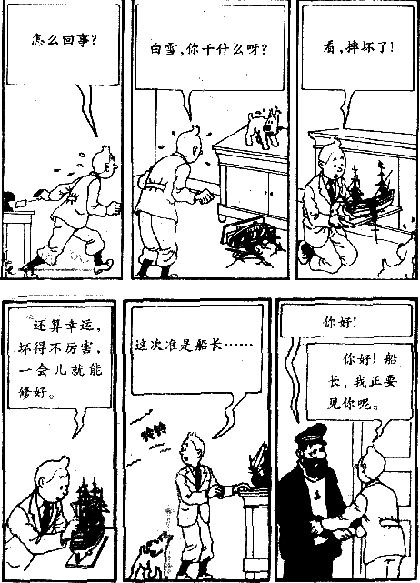 怎么回事?
白雪,你干什么呀?
看,摔坏了!
还算幸运,
坏得不厉害,
一会儿就能
修好。
这次准是船长……
铃铃
你好!
你好!船
长,我正要
见你呢。